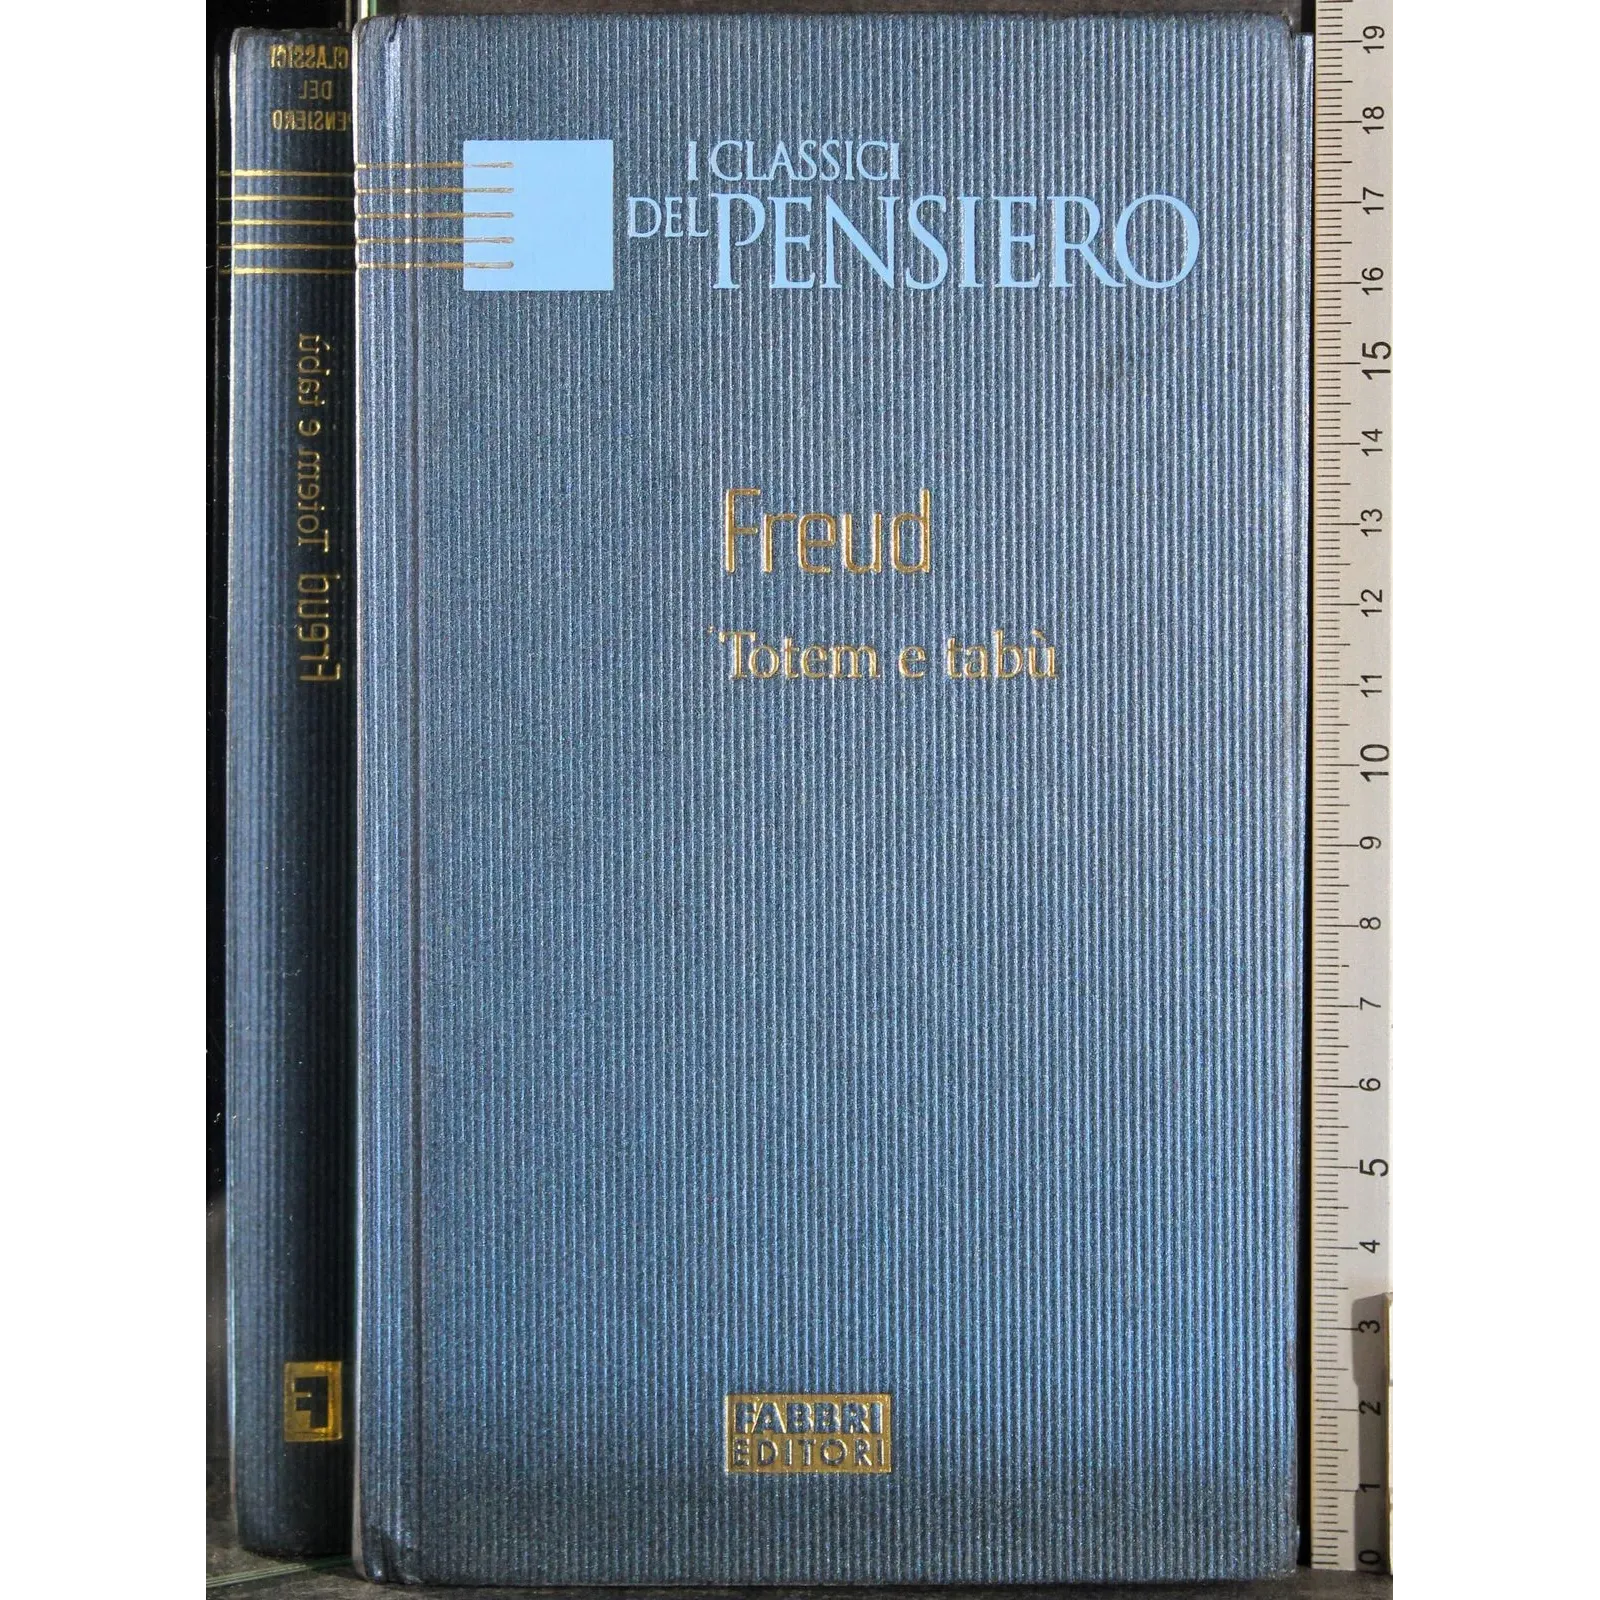 I CLASSICI
DEL PENSIERO
Freud
Totem e tabù
FABBRI
EDITORI
CLASSICI
DEL
PENSIERO
Freud Totem e tabù
F
19
18
17
16
15
14
13
12
11
10
9
8
7
6
5
4
3
2
1
0